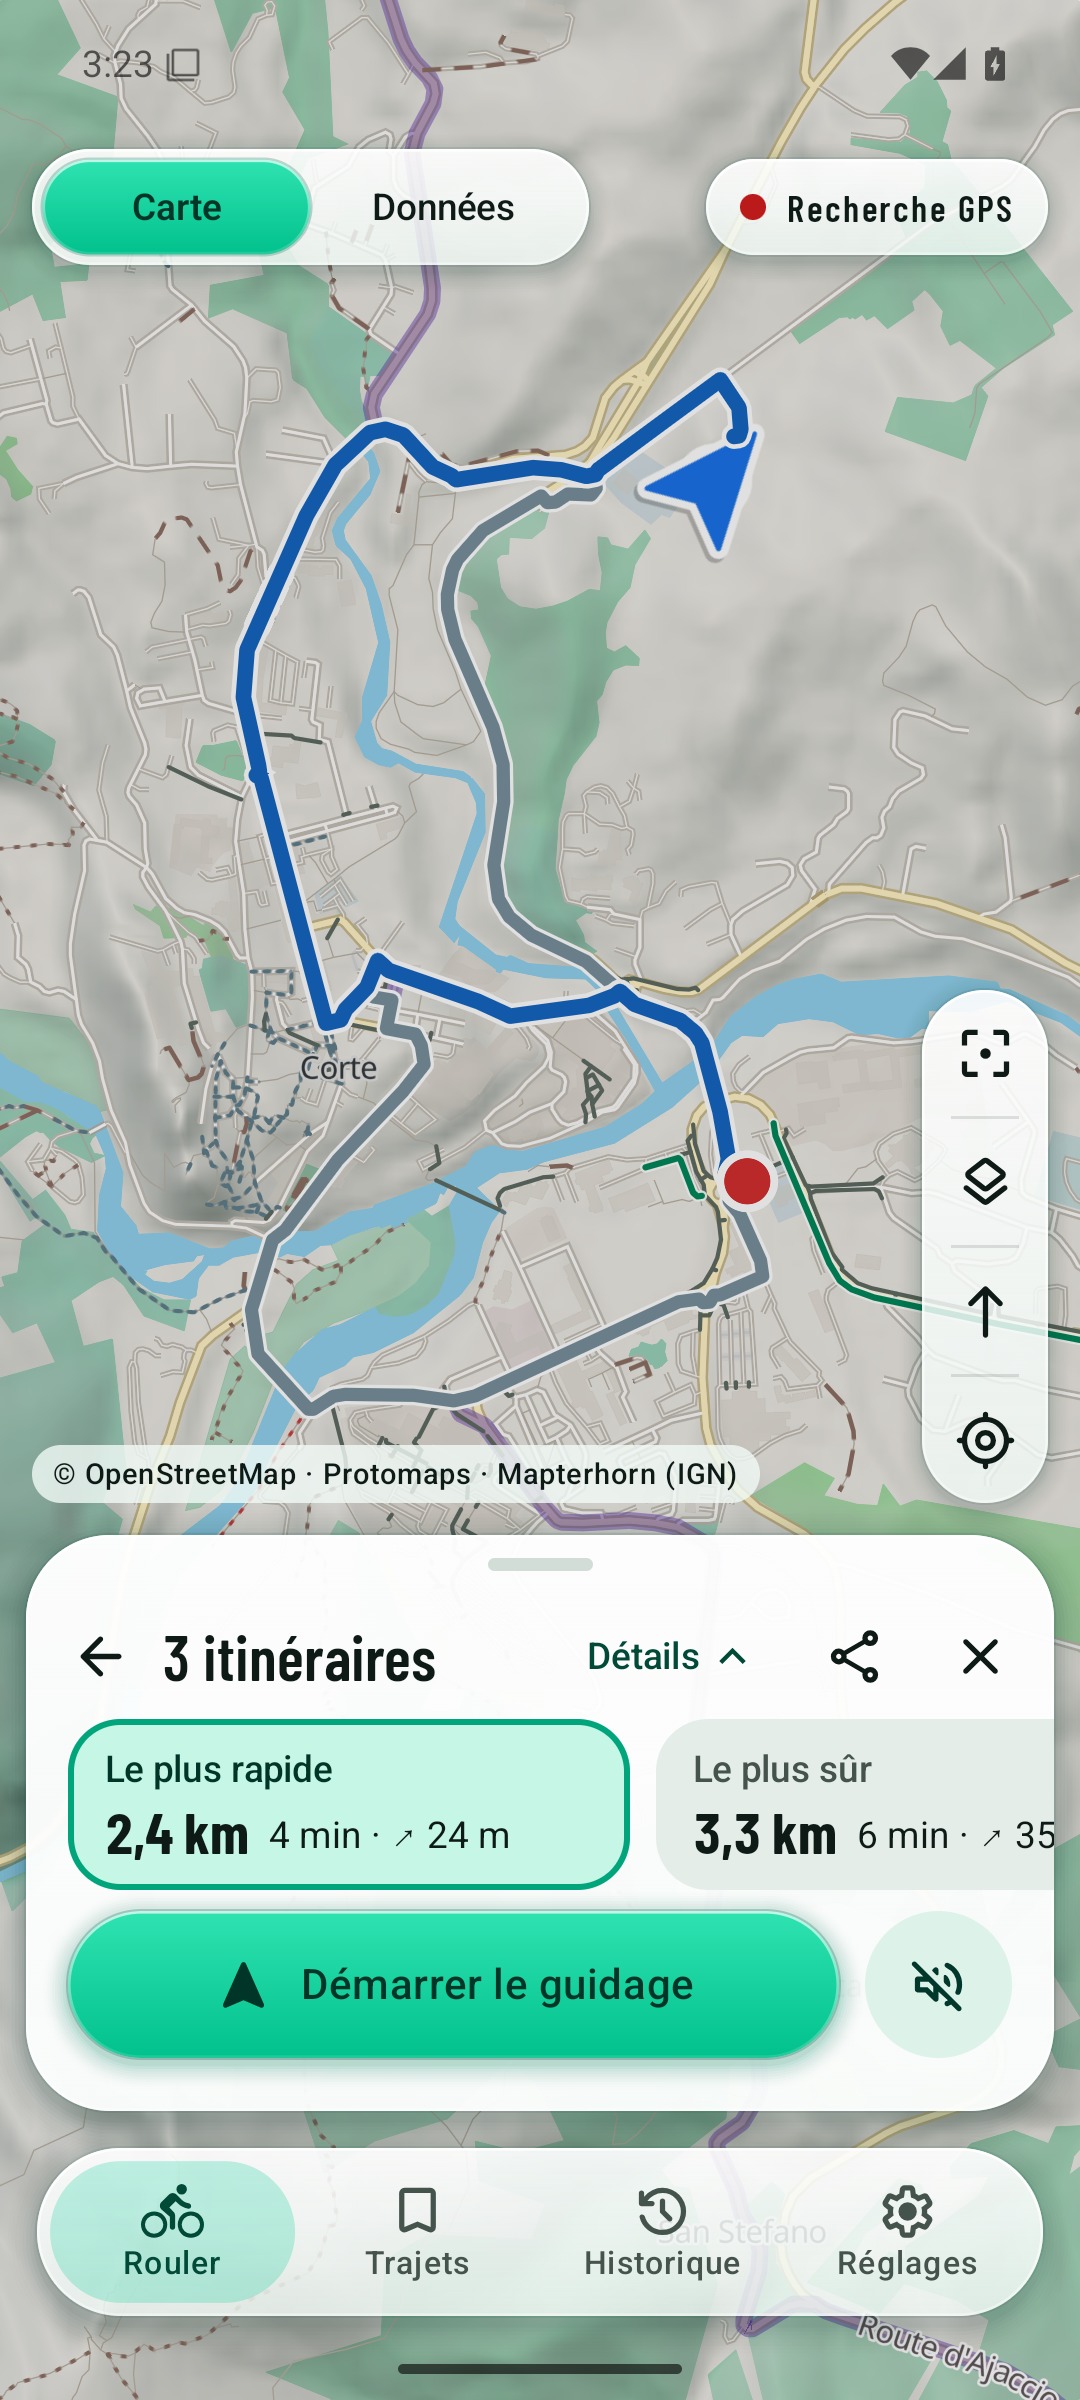 3:23
Carte
Données
Recherche GPS
Corte
© OpenStreetMap · Protomaps · Mapterhorn (IGN)
3 itinéraires
Détails
Le plus rapide
2,4 km 4 min · ↗ 24 m
Le plus sûr
3,3 km 6 min · ↗ 35
Démarrer le guidage
San Stefano
Rouler
Trajets
Historique
Réglages
Route d'Ajaccio